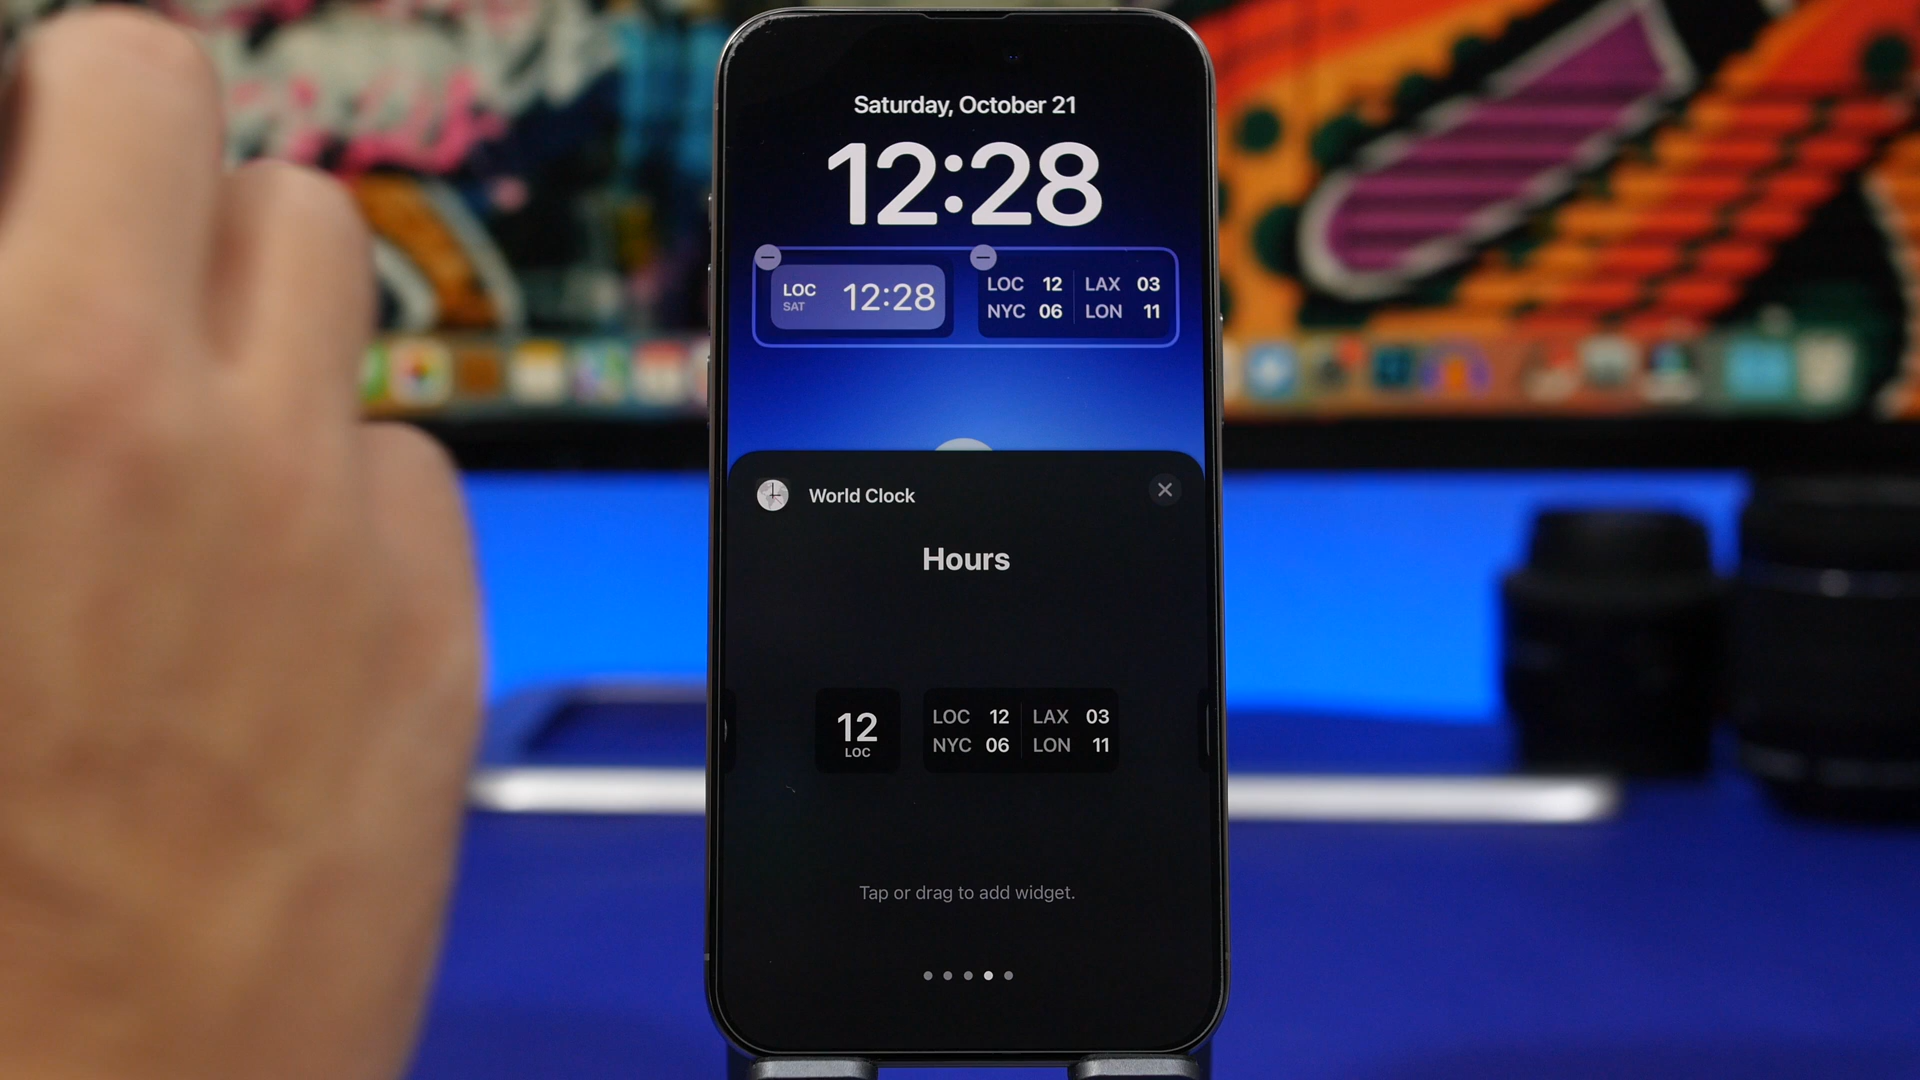 Saturday, October 21
12:28
LOC
SAT
12:28
LOC 12 LAX 03
NYC 06 LON 11
World Clock
Hours
12
LOC
LOC 12 LAX 03
NYC 06 LON 11
Tap or drag to add widget.